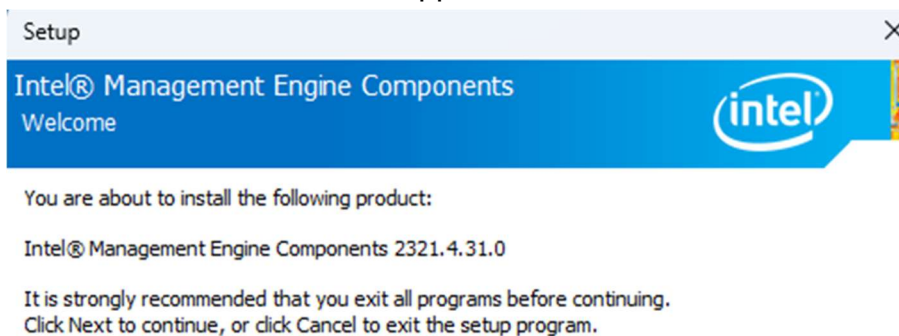 Setup
Intel® Management Engine Components
Welcome
intel
You are about to install the following product:
Intel® Management Engine Components 2321.4.31.0
It is strongly recommended that you exit all programs before continuing.
Click Next to continue, or click Cancel to exit the setup program.